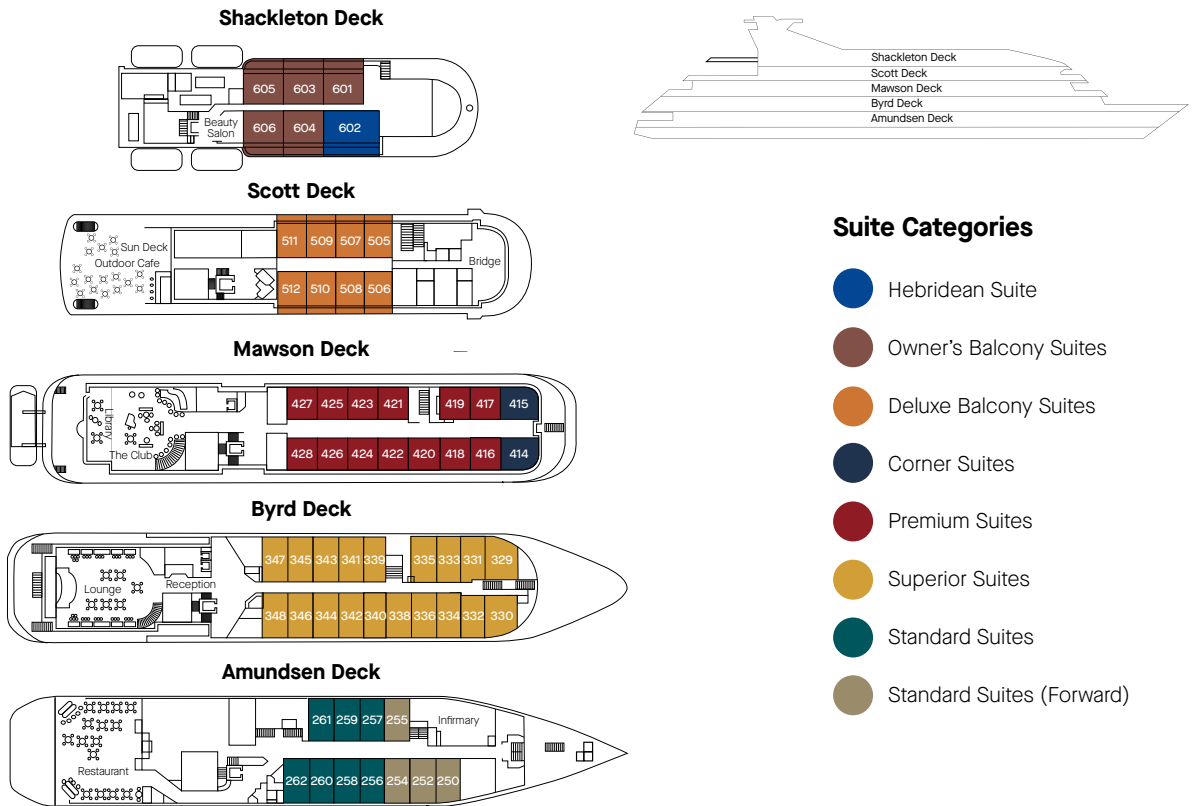 Shackleton Deck
605 603 601
Beauty
Salon
606 604 602
Scott Deck
Sun Deck
Outdoor Cafe
511 509 507 505
Bridge
512 510 508 506
Mawson Deck
427 425 423 421 419 417 415
Library
The Club
428 426 424 422 420 418 416 414
Byrd Deck
347 345 343 341 339 335 333 331 329
Lounge
Reception
348 346 344 342 340 338 336 334 332 330
Amundsen Deck
261 259 257 255
Infirmary
Restaurant
262 260 258 256 254 252 250
Shackleton Deck
Scott Deck
Mawson Deck
Byrd Deck
Amundsen Deck
Suite Categories
Hebridean Suite
Owner's Balcony Suites
Deluxe Balcony Suites
Corner Suites
Premium Suites
Superior Suites
Standard Suites
Standard Suites (Forward)